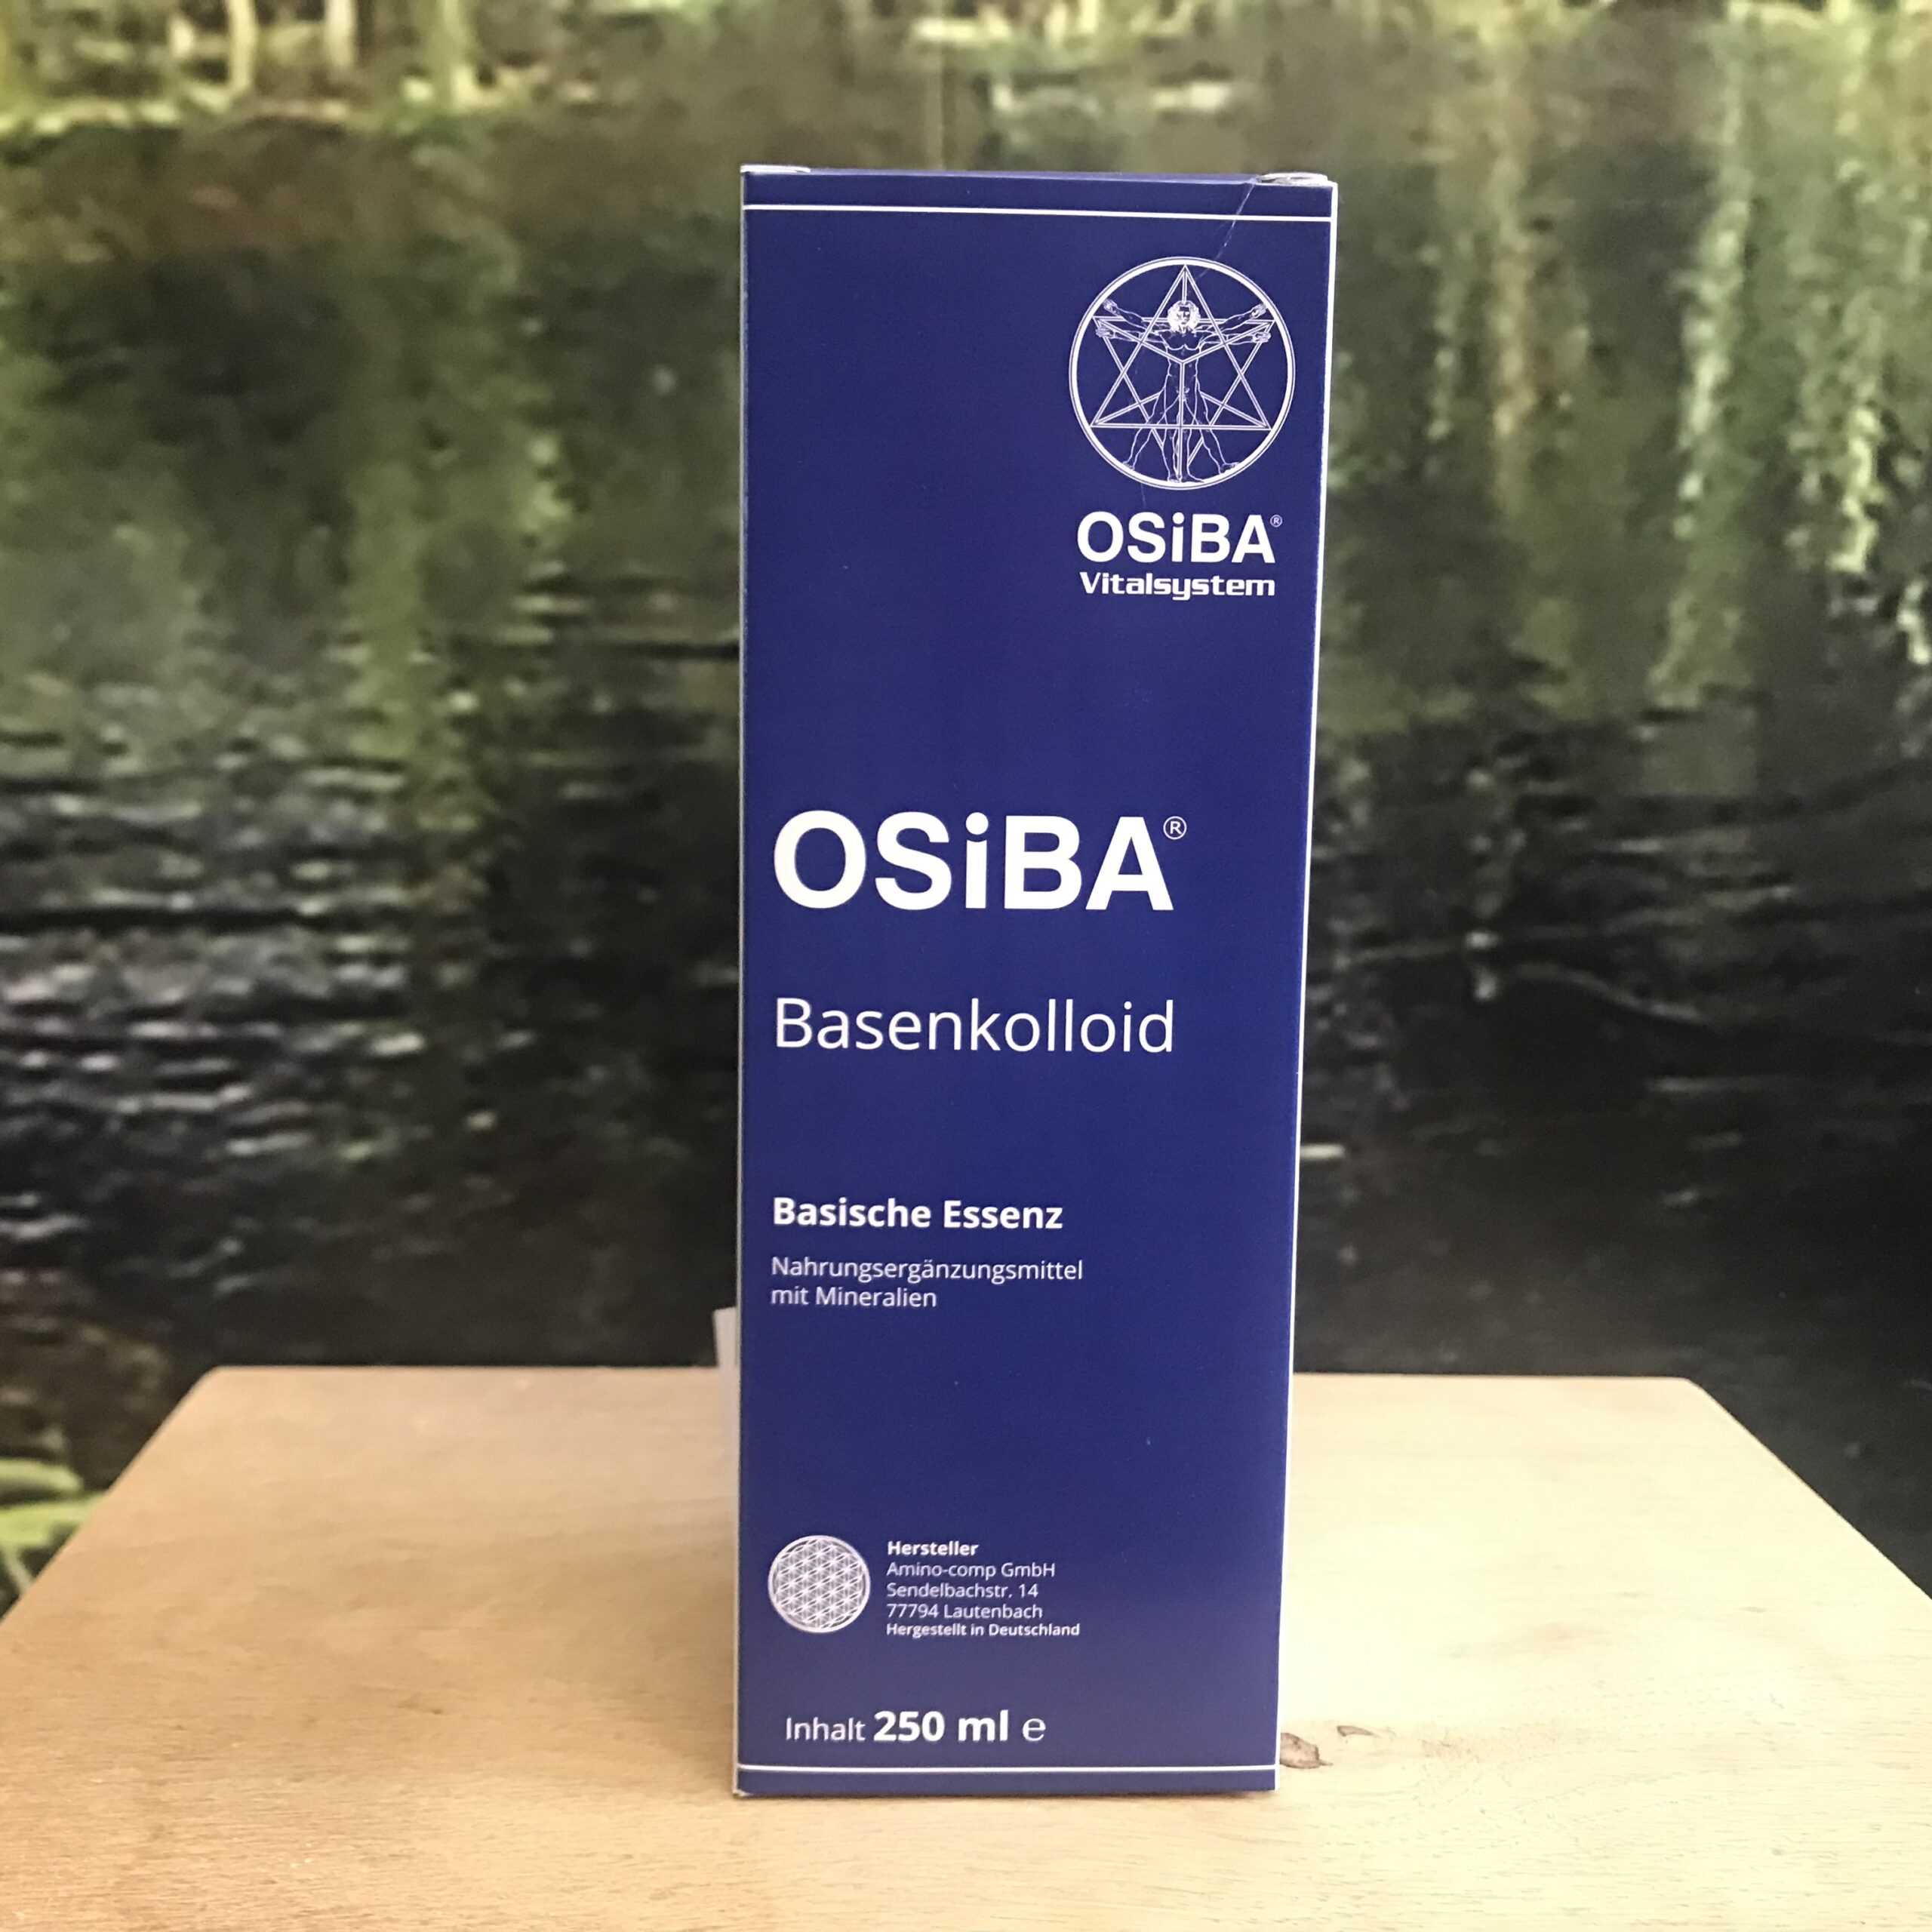 OSiBA®
Vitalsystem
OSiBA®
Basenkolloid
Basische Essenz
Nahrungsergänzungsmittel
mit Mineralien
Hersteller
Amino-comp GmbH
Sendelbachstr. 14
77794 Lautenbach
Hergestellt in Deutschland
Inhalt 250 ml ℮